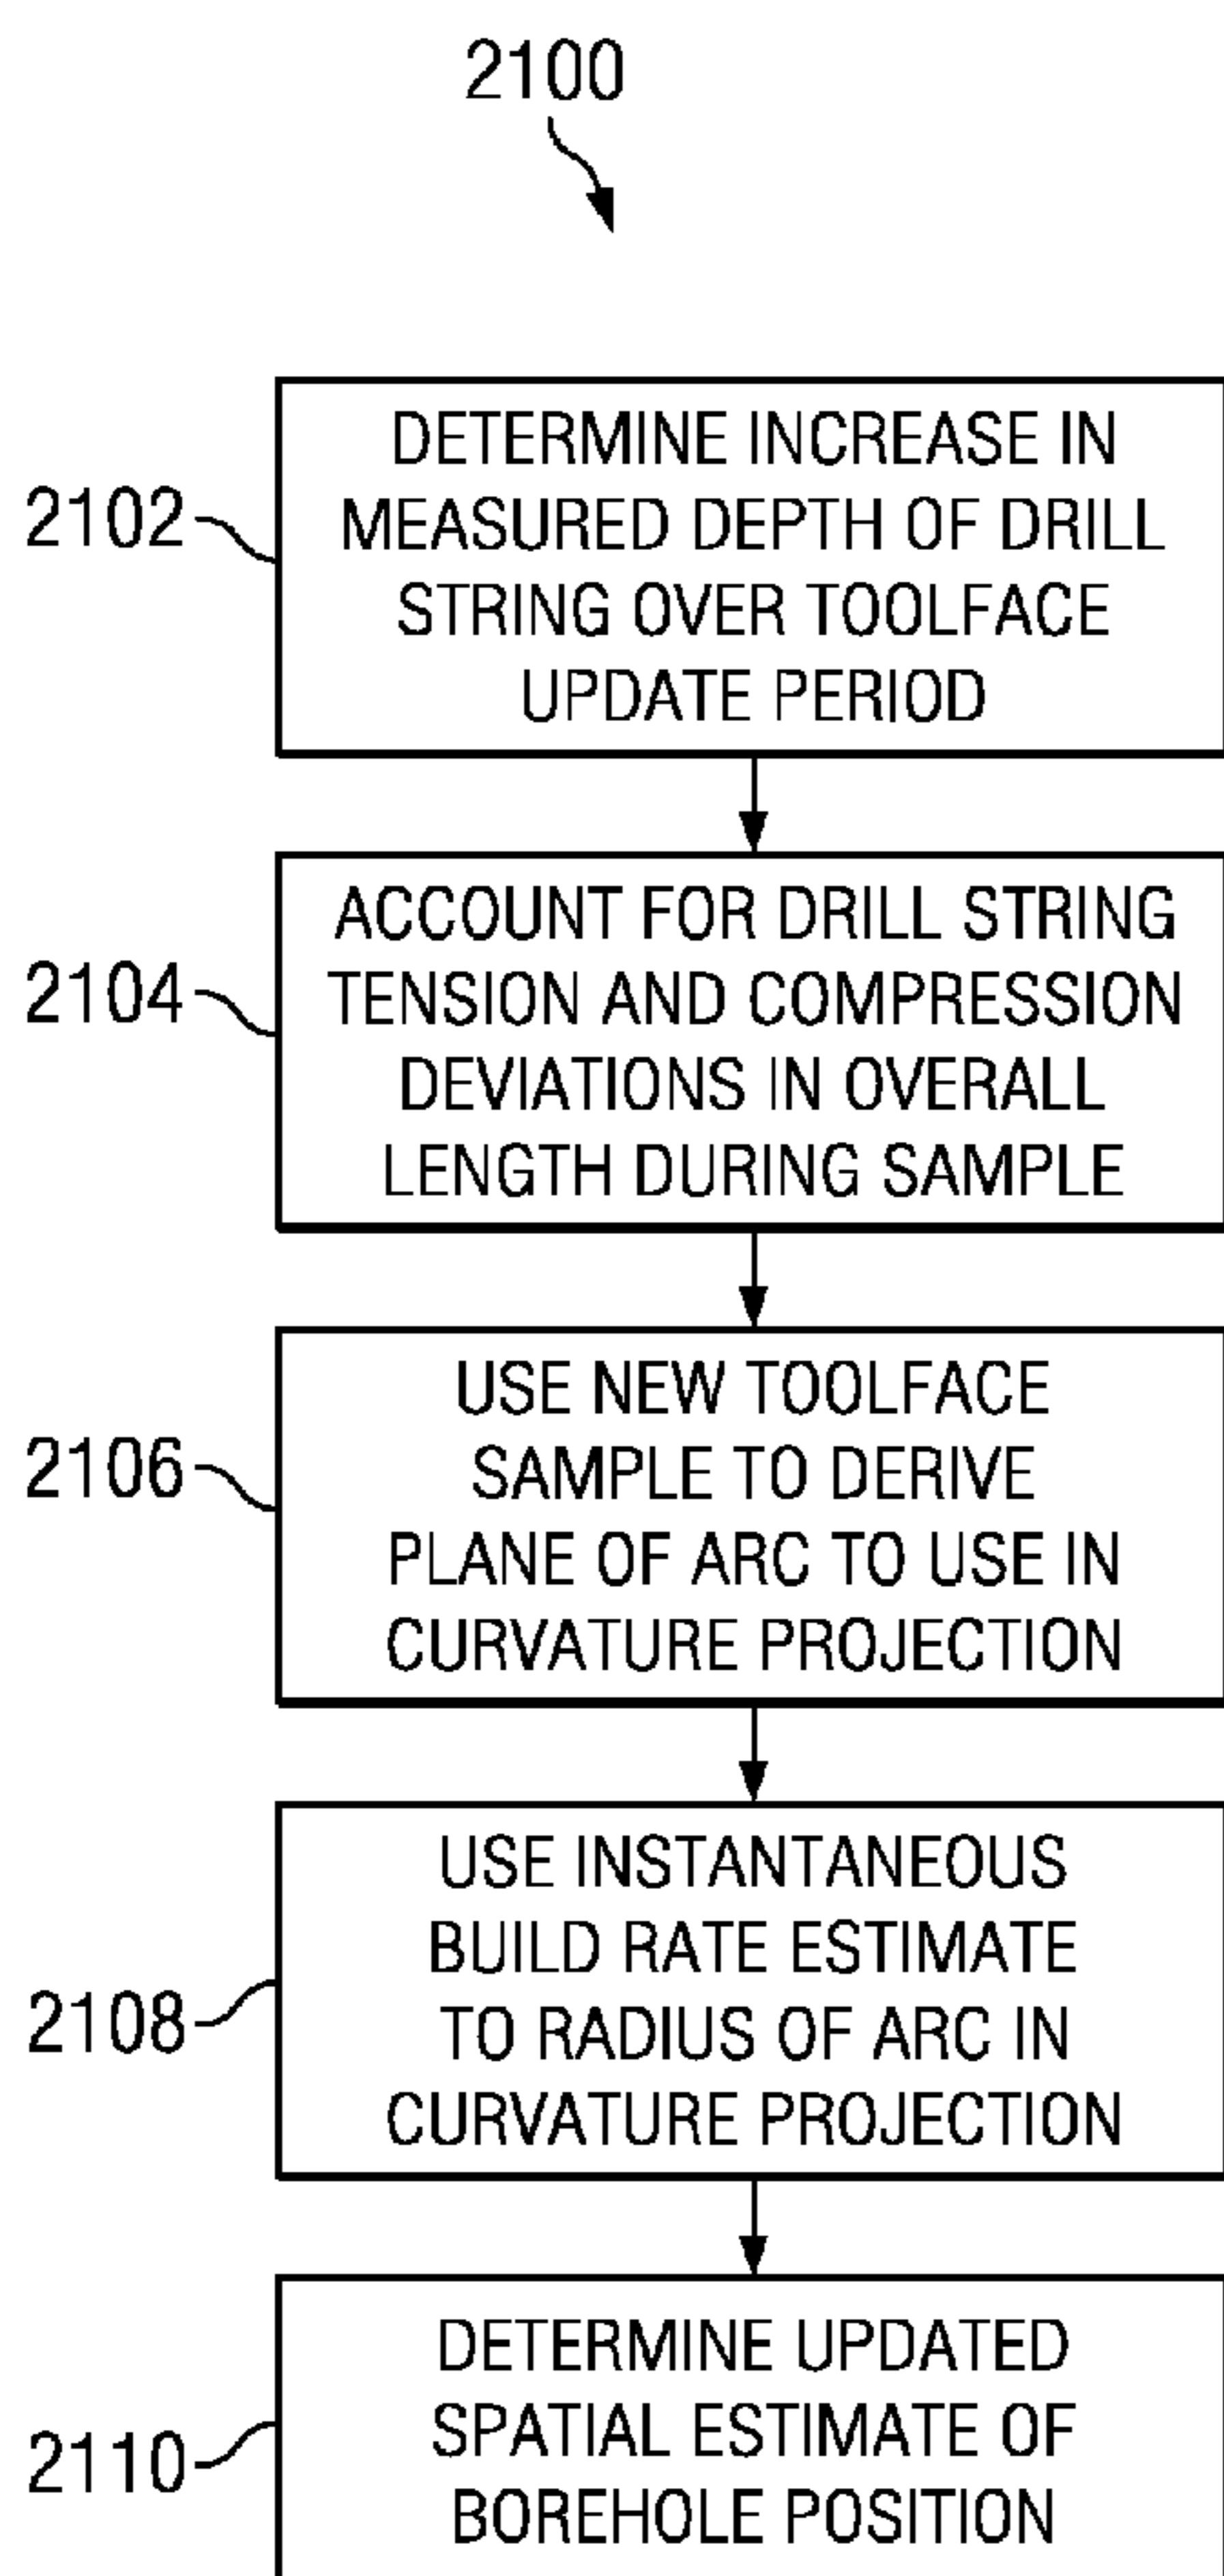 2100
2102
DETERMINE INCREASE IN
MEASURED DEPTH OF DRILL
STRING OVER TOOLFACE
UPDATE PERIOD
2104
ACCOUNT FOR DRILL STRING
TENSION AND COMPRESSION
DEVIATIONS IN OVERALL
LENGTH DURING SAMPLE
2106
USE NEW TOOLFACE
SAMPLE TO DERIVE
PLANE OF ARC TO USE IN
CURVATURE PROJECTION
2108
USE INSTANTANEOUS
BUILD RATE ESTIMATE
TO RADIUS OF ARC IN
CURVATURE PROJECTION
2110
DETERMINE UPDATED
SPATIAL ESTIMATE OF
BOREHOLE POSITION